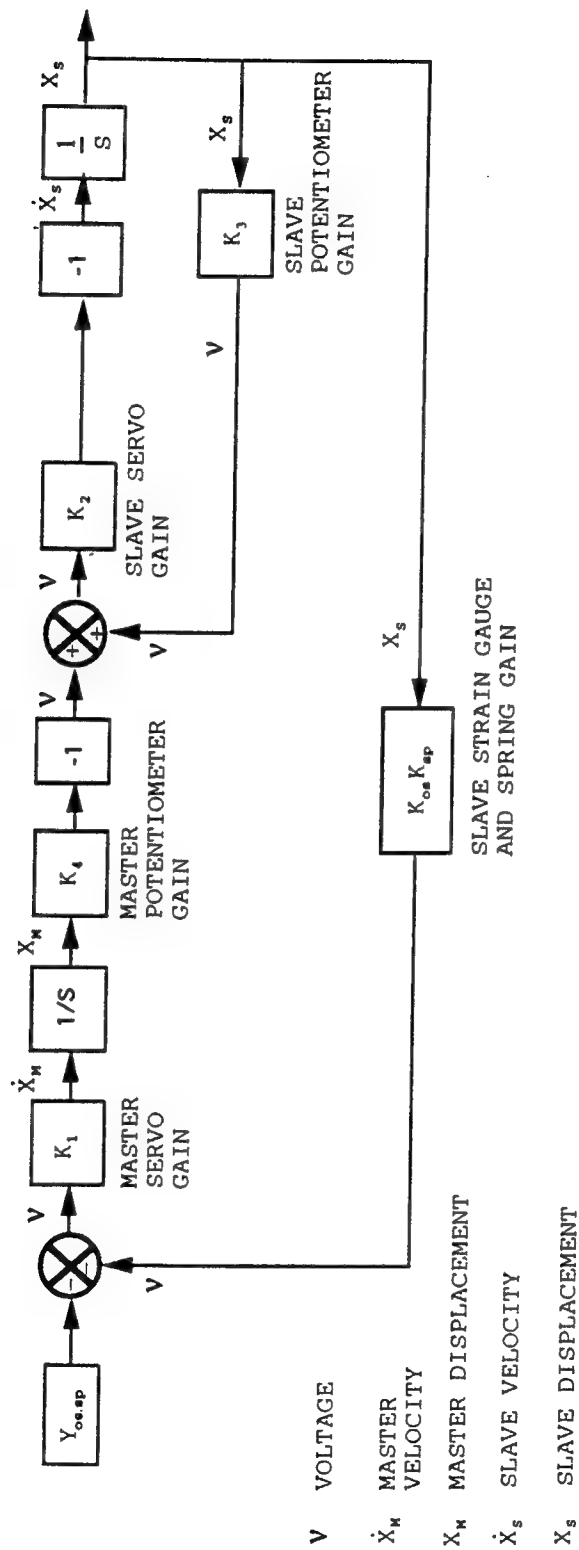 Y_os.sp
ν
ν
K₁
MASTER
SERVO
GAIN
Ẋ_M
1/S
X_M
K₄
MASTER
POTENTIOMETER
GAIN
-1
ν
+
+
ν
ν
K₂
SLAVE SERVO
GAIN
-1
Ẋ_S
1
S
X_S
X_S
K₃
SLAVE
POTENTIOMETER
GAIN
ν
X_S
K_os K_sp
SLAVE STRAIN GAUGE
AND SPRING GAIN
ν VOLTAGE
Ẋ_M MASTER
VELOCITY
X_M MASTER DISPLACEMENT
Ẋ_S SLAVE VELOCITY
X_S SLAVE DISPLACEMENT